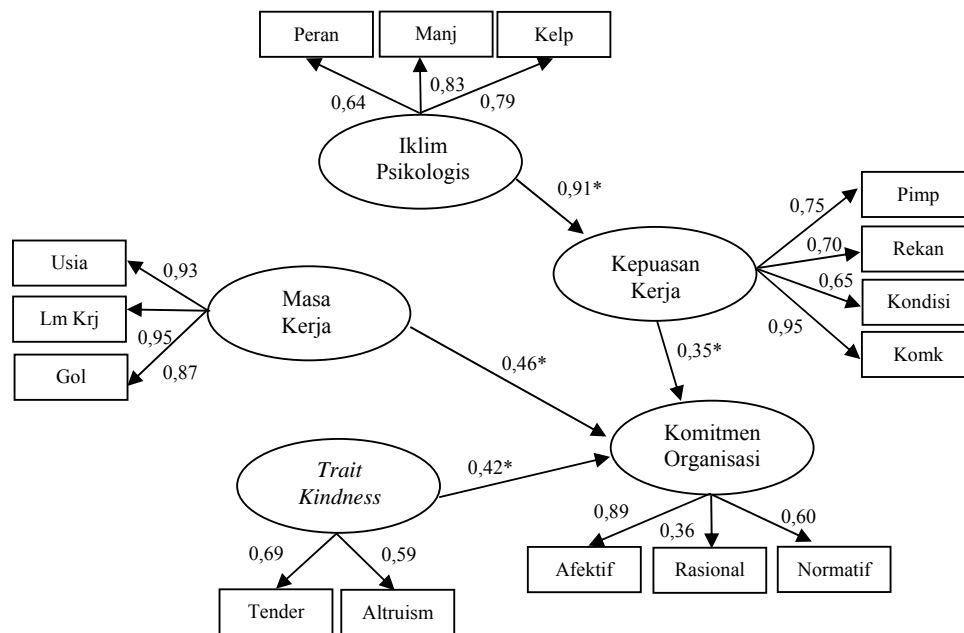 Peran
Manj
Kelp
0,64
0,83
0,79
Iklim
Psikologis
0,91*
Pimp
Rekan
Kondisi
Komk
0,75
0,70
0,65
0,95
Kepuasan
Kerja
Usia
Lm Krj
Gol
0,93
0,95
0,87
Masa
Kerja
0,46*
0,35*
Komitmen
Organisasi
Trait
Kindness
0,42*
0,69
0,59
Tender
Altruism
0,89
0,36
0,60
Afektif
Rasional
Normatif